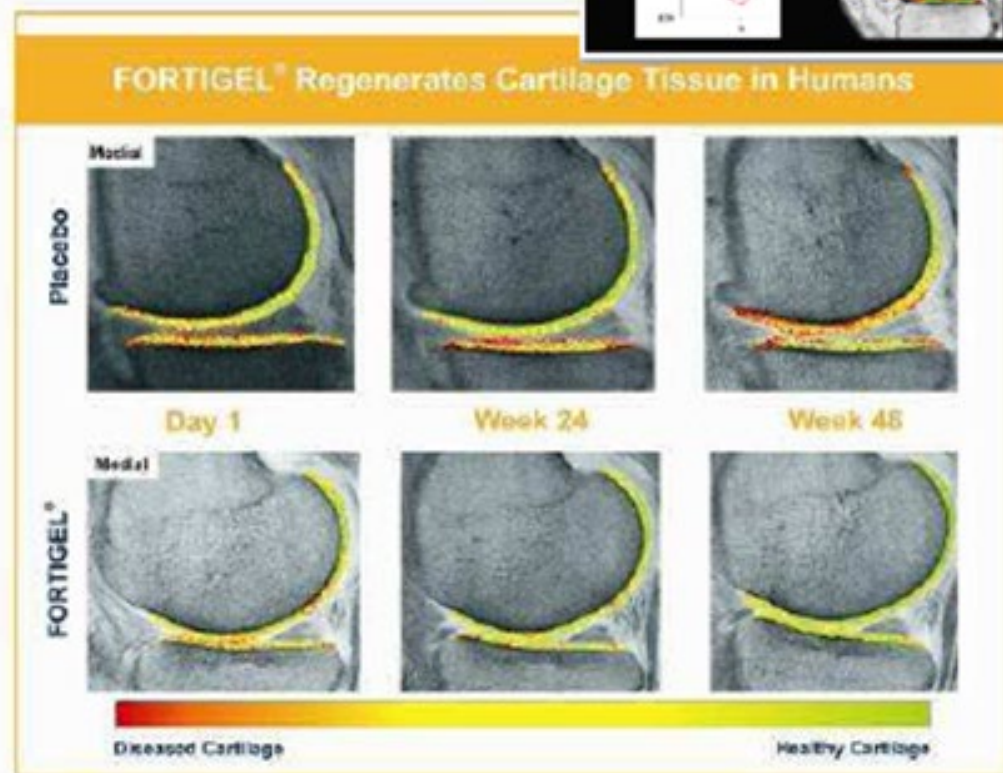 FORTIGEL® Regenerates Cartilage Tissue in Humans
Medial
Placebo
Day 1
Week 24
Week 48
Medial
FORTIGEL®
Diseased Cartilage
Healthy Cartilage